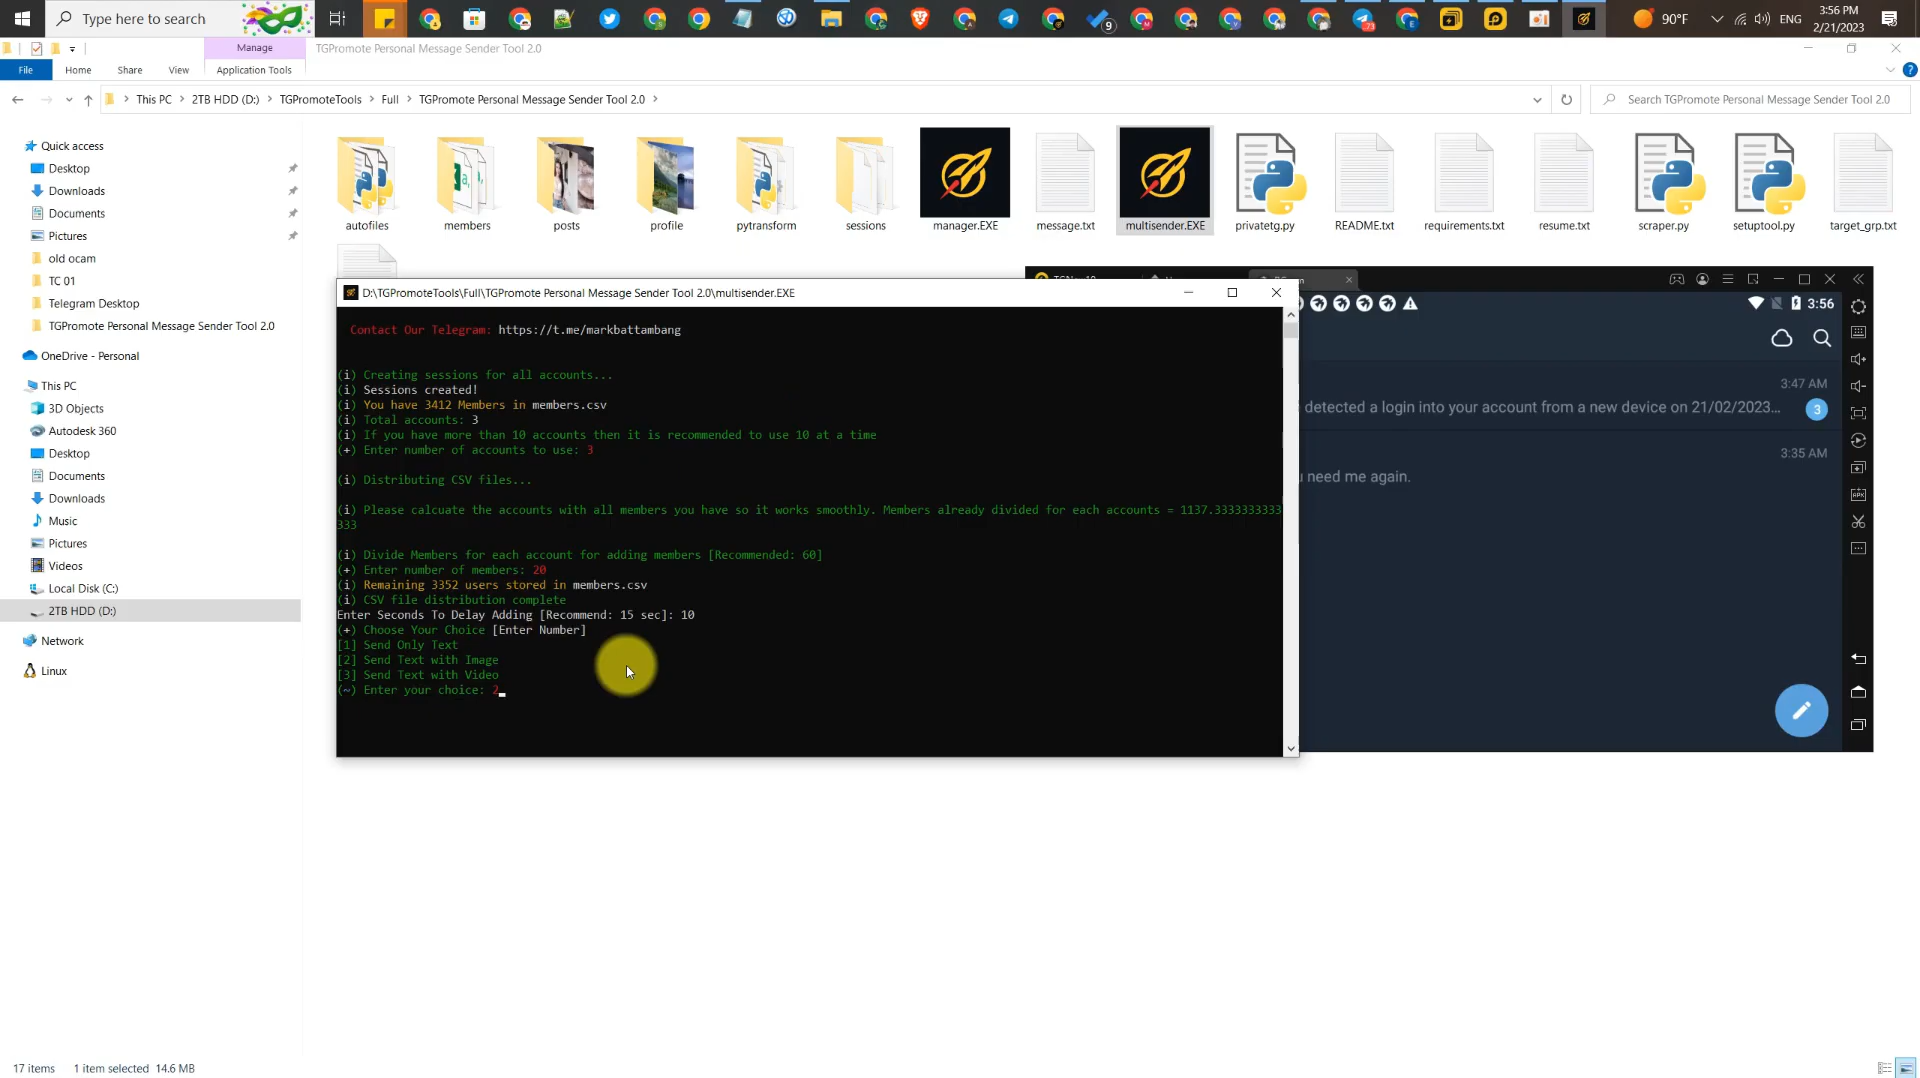 Type here to search
9
90°F
ENG
3:56 PM
2/21/2023
Manage
TGPromote Personal Message Sender Tool 2.0
File
Home
Share
View
Application Tools
This PC
2TB HDD (D:)
TGPromoteTools
Full
TGPromote Personal Message Sender Tool 2.0
Search TGPromote Personal Message Sender Tool 2.0
Quick access
Desktop
Downloads
Documents
Pictures
old ocam
TC 01
Telegram Desktop
TGPromote Personal Message Sender Tool 2.0
OneDrive - Personal
This PC
3D Objects
Autodesk 360
Desktop
Documents
Downloads
Music
Pictures
Videos
Local Disk (C:)
2TB HDD (D:)
Network
Linux
autofiles
members
posts
profile
pytransform
sessions
manager.EXE
message.txt
multisender.EXE
privatetg.py
README.txt
requirements.txt
resume.txt
scraper.py
setuptool.py
target_grp.txt
D:\TGPromoteTools\Full\TGPromote Personal Message Sender Tool 2.0\multisender.EXE
Contact Our Telegram: https://t.me/markbattambang
(i) Creating sessions for all accounts...
(i) Sessions created!
(i) You have 3412 Members in members.csv
(i) Total accounts: 3
(i) If you have more than 10 accounts then it is recommended to use 10 at a time
(+) Enter number of accounts to use: 3
(i) Distributing CSV files...
(i) Please calcuate the accounts with all members you have so it works smoothly. Members already divided for each accounts = 1137.3333333333
333
(i) Divide Members for each account for adding members [Recommended: 60]
(+) Enter number of members: 20
(i) Remaining 3352 users stored in members.csv
(i) CSV file distribution complete
Enter Seconds To Delay Adding [Recommend: 15 sec]: 10
(+) Choose Your Choice [Enter Number]
[1] Send Only Text
[2] Send Text with Image
[3] Send Text with Video
(~) Enter your choice: 2
3:56
3:47 AM
detected a login into your account from a new device on 21/02/2023...
3
3:35 AM
need me again.
17 items
1 item selected 14.6 MB